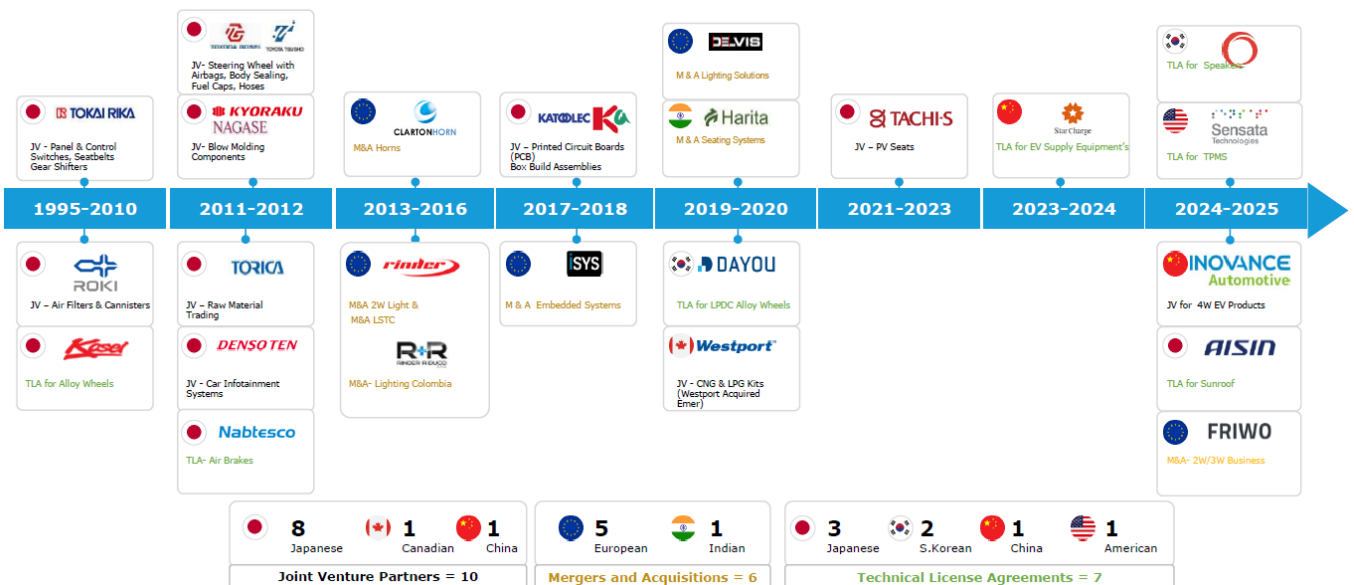 TOYODA GOSEI
TOYOTA TSUSHO
JV- Steering Wheel with
Airbags, Body Sealing,
Fuel Caps, Hoses
DELVIS
M & A Lighting Solutions
TLA for Speakers
TOKAI RIKA
JV - Panel & Control
Switches, Seatbelts
Gear Shifters
KYORAKU
NAGASE
JV- Blow Molding
Components
CLARTONHORN
M&A Horns
KATOLEC
JV – Printed Circuit Boards
(PCB)
Box Build Assemblies
Harita
M & A Seating Systems
TACHI-S
JV – PV Seats
StarCharge
TLA for EV Supply Equipment's
Sensata
Technologies
TLA for TPMS
1995-2010
2011-2012
2013-2016
2017-2018
2019-2020
2021-2023
2023-2024
2024-2025
ROKI
JV – Air Filters & Cannisters
TORICA
JV – Raw Material
Trading
rinder
M&A 2W Light &
M&A LSTC
iSYS
M & A Embedded Systems
DAYOU
TLA for LPDC Alloy Wheels
INOVANCE
Automotive
JV for 4W EV Products
Kosei
TLA for Alloy Wheels
DENSO TEN
JV - Car Infotainment
Systems
R+R
RINDER RIDUCO
M&A- Lighting Colombia
Westport
JV - CNG & LPG Kits
(Westport Acquired
Emer)
AISIN
TLA for Sunroof
Nabtesco
TLA- Air Brakes
FRIWO
M&A- 2W/3W Business
8
Japanese
1
Canadian
1
China
Joint Venture Partners = 10
5
European
1
Indian
Mergers and Acquisitions = 6
3
Japanese
2
S.Korean
1
China
1
American
Technical License Agreements = 7